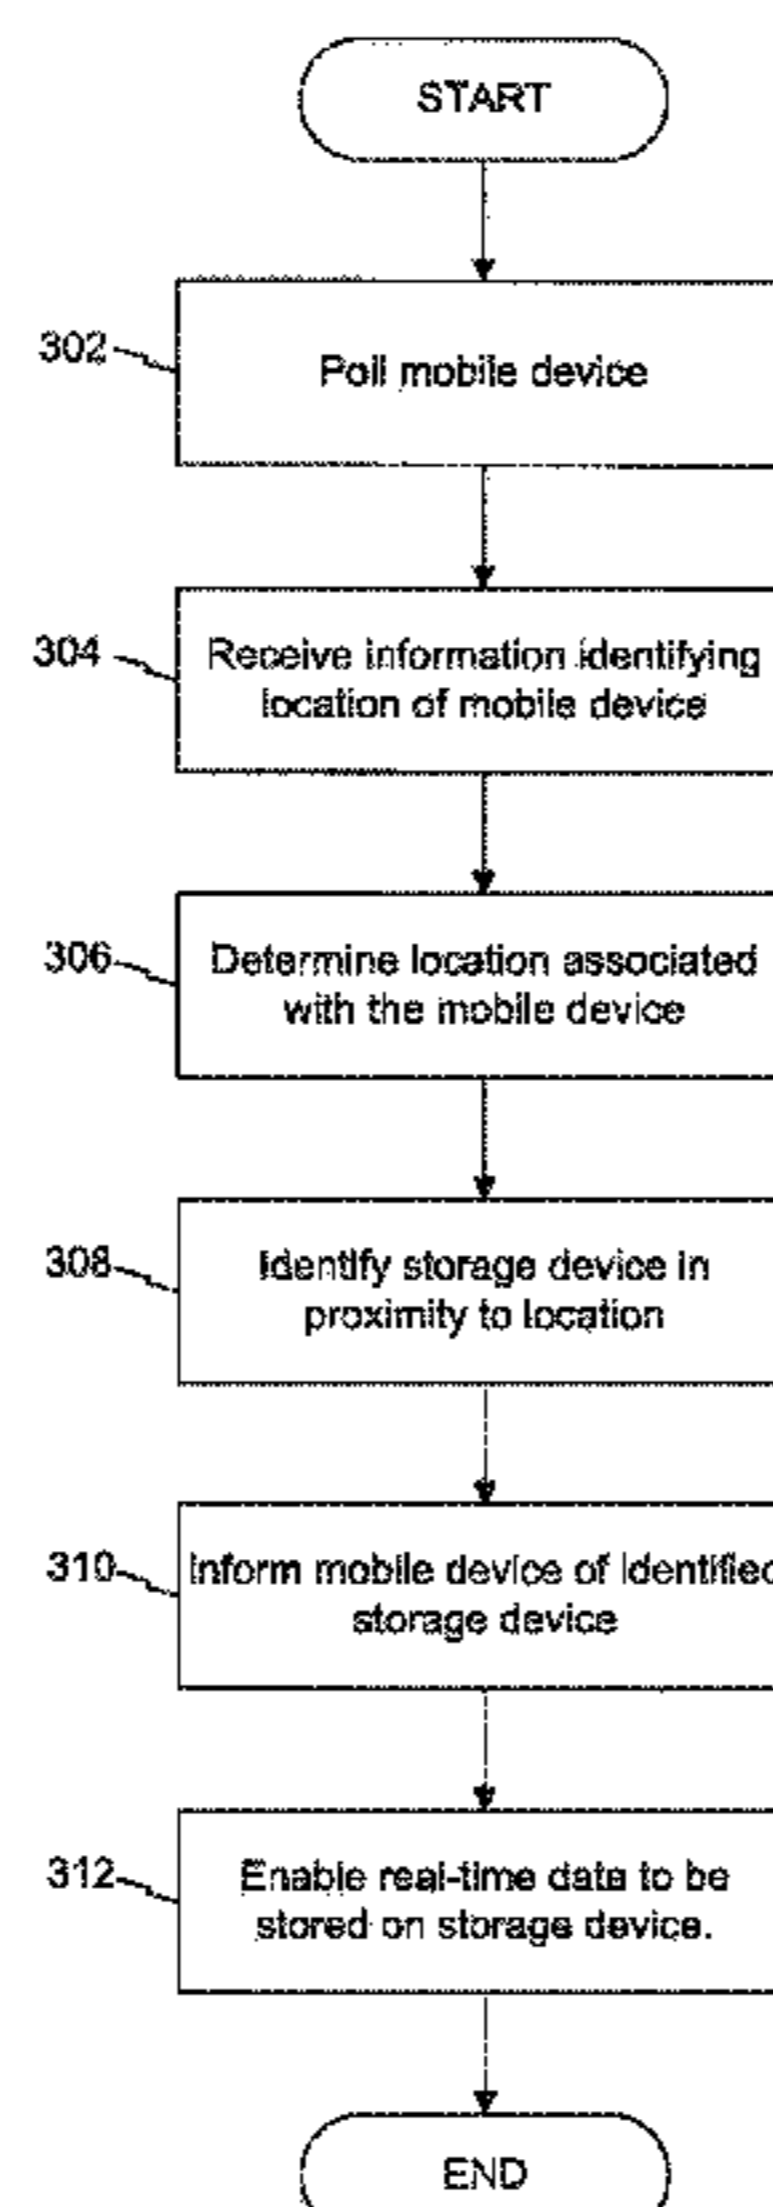 START
302
Poll mobile device
304
Receive information identifying
location of mobile device
306
Determine location associated
with the mobile device
308
Identify storage device in
proximity to location
310
Inform mobile device of identified
storage device
312
Enable real-time data to be
stored on storage device.
END